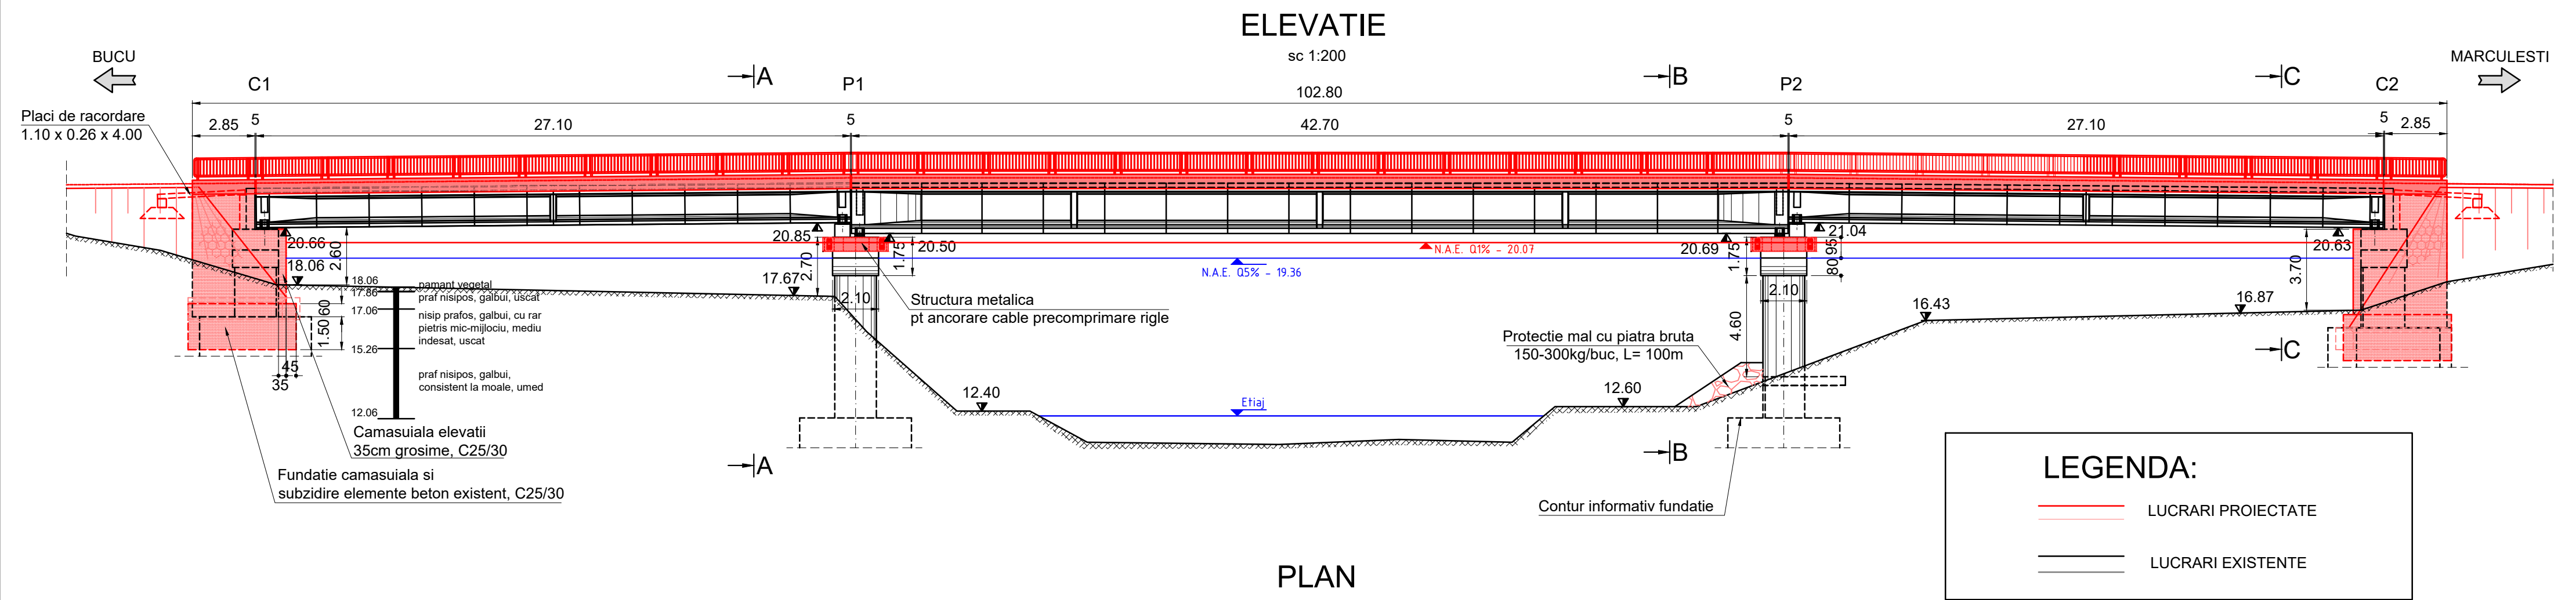 ELEVATIE
sc 1:200
BUCU
MARCULESTI
C1
A
P1
B
P2
C
C2
102.80
Placi de racordare
1.10 x 0.26 x 4.00
2.85
5
27.10
5
42.70
5
27.10
5
2.85
20.66
2.60
18.06
20.85
2.70
1.75
20.50
N.A.E. Q1% - 20.07
N.A.E. Q5% - 19.36
20.69
1.75
21.04
95
80
20.63
3.70
18.06
17.86
17.06
15.26
12.06
pamant vegetal
praf nisipos, galbui, uscat
nisip prafos, galbui, cu rar
pietris mic-mijlociu, mediu
indesat, uscat
praf nisipos, galbui,
consistent la moale, umed
60
1.50
45
35
17.67
2.10
Structura metalica
pt ancorare cable precomprimare rigle
2.10
4.60
16.43
16.87
Protectie mal cu piatra bruta
150-300kg/buc, L= 100m
C
12.40
Etiaj
12.60
Camasuiala elevatii
35cm grosime, C25/30
A
B
Fundatie camasuiala si
subzidire elemente beton existent, C25/30
Contur informativ fundatie
LEGENDA:
LUCRARI PROIECTATE
LUCRARI EXISTENTE
PLAN